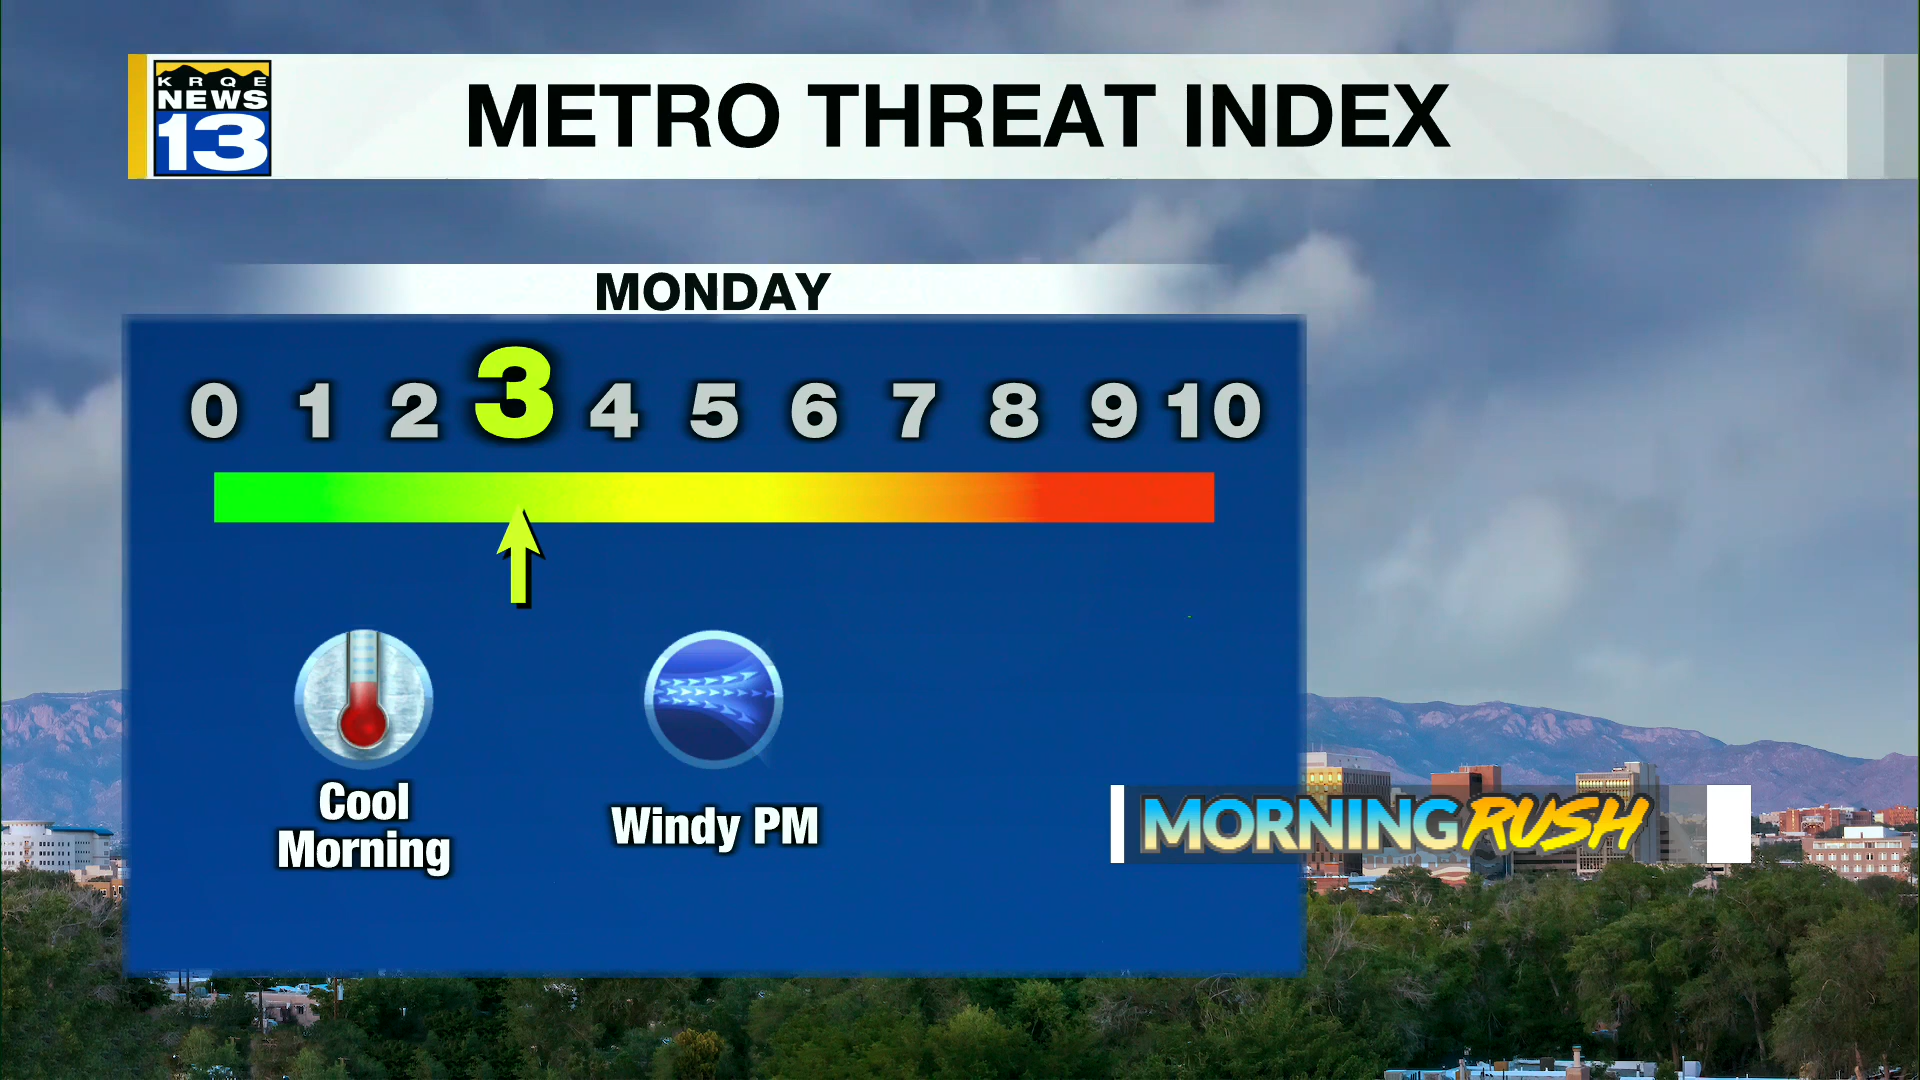 KRQE
NEWS
13
METRO THREAT INDEX
MONDAY
0 1 2 3 4 5 6 7 8 9 10
Cool
Morning
Windy PM
MORNING RUSH